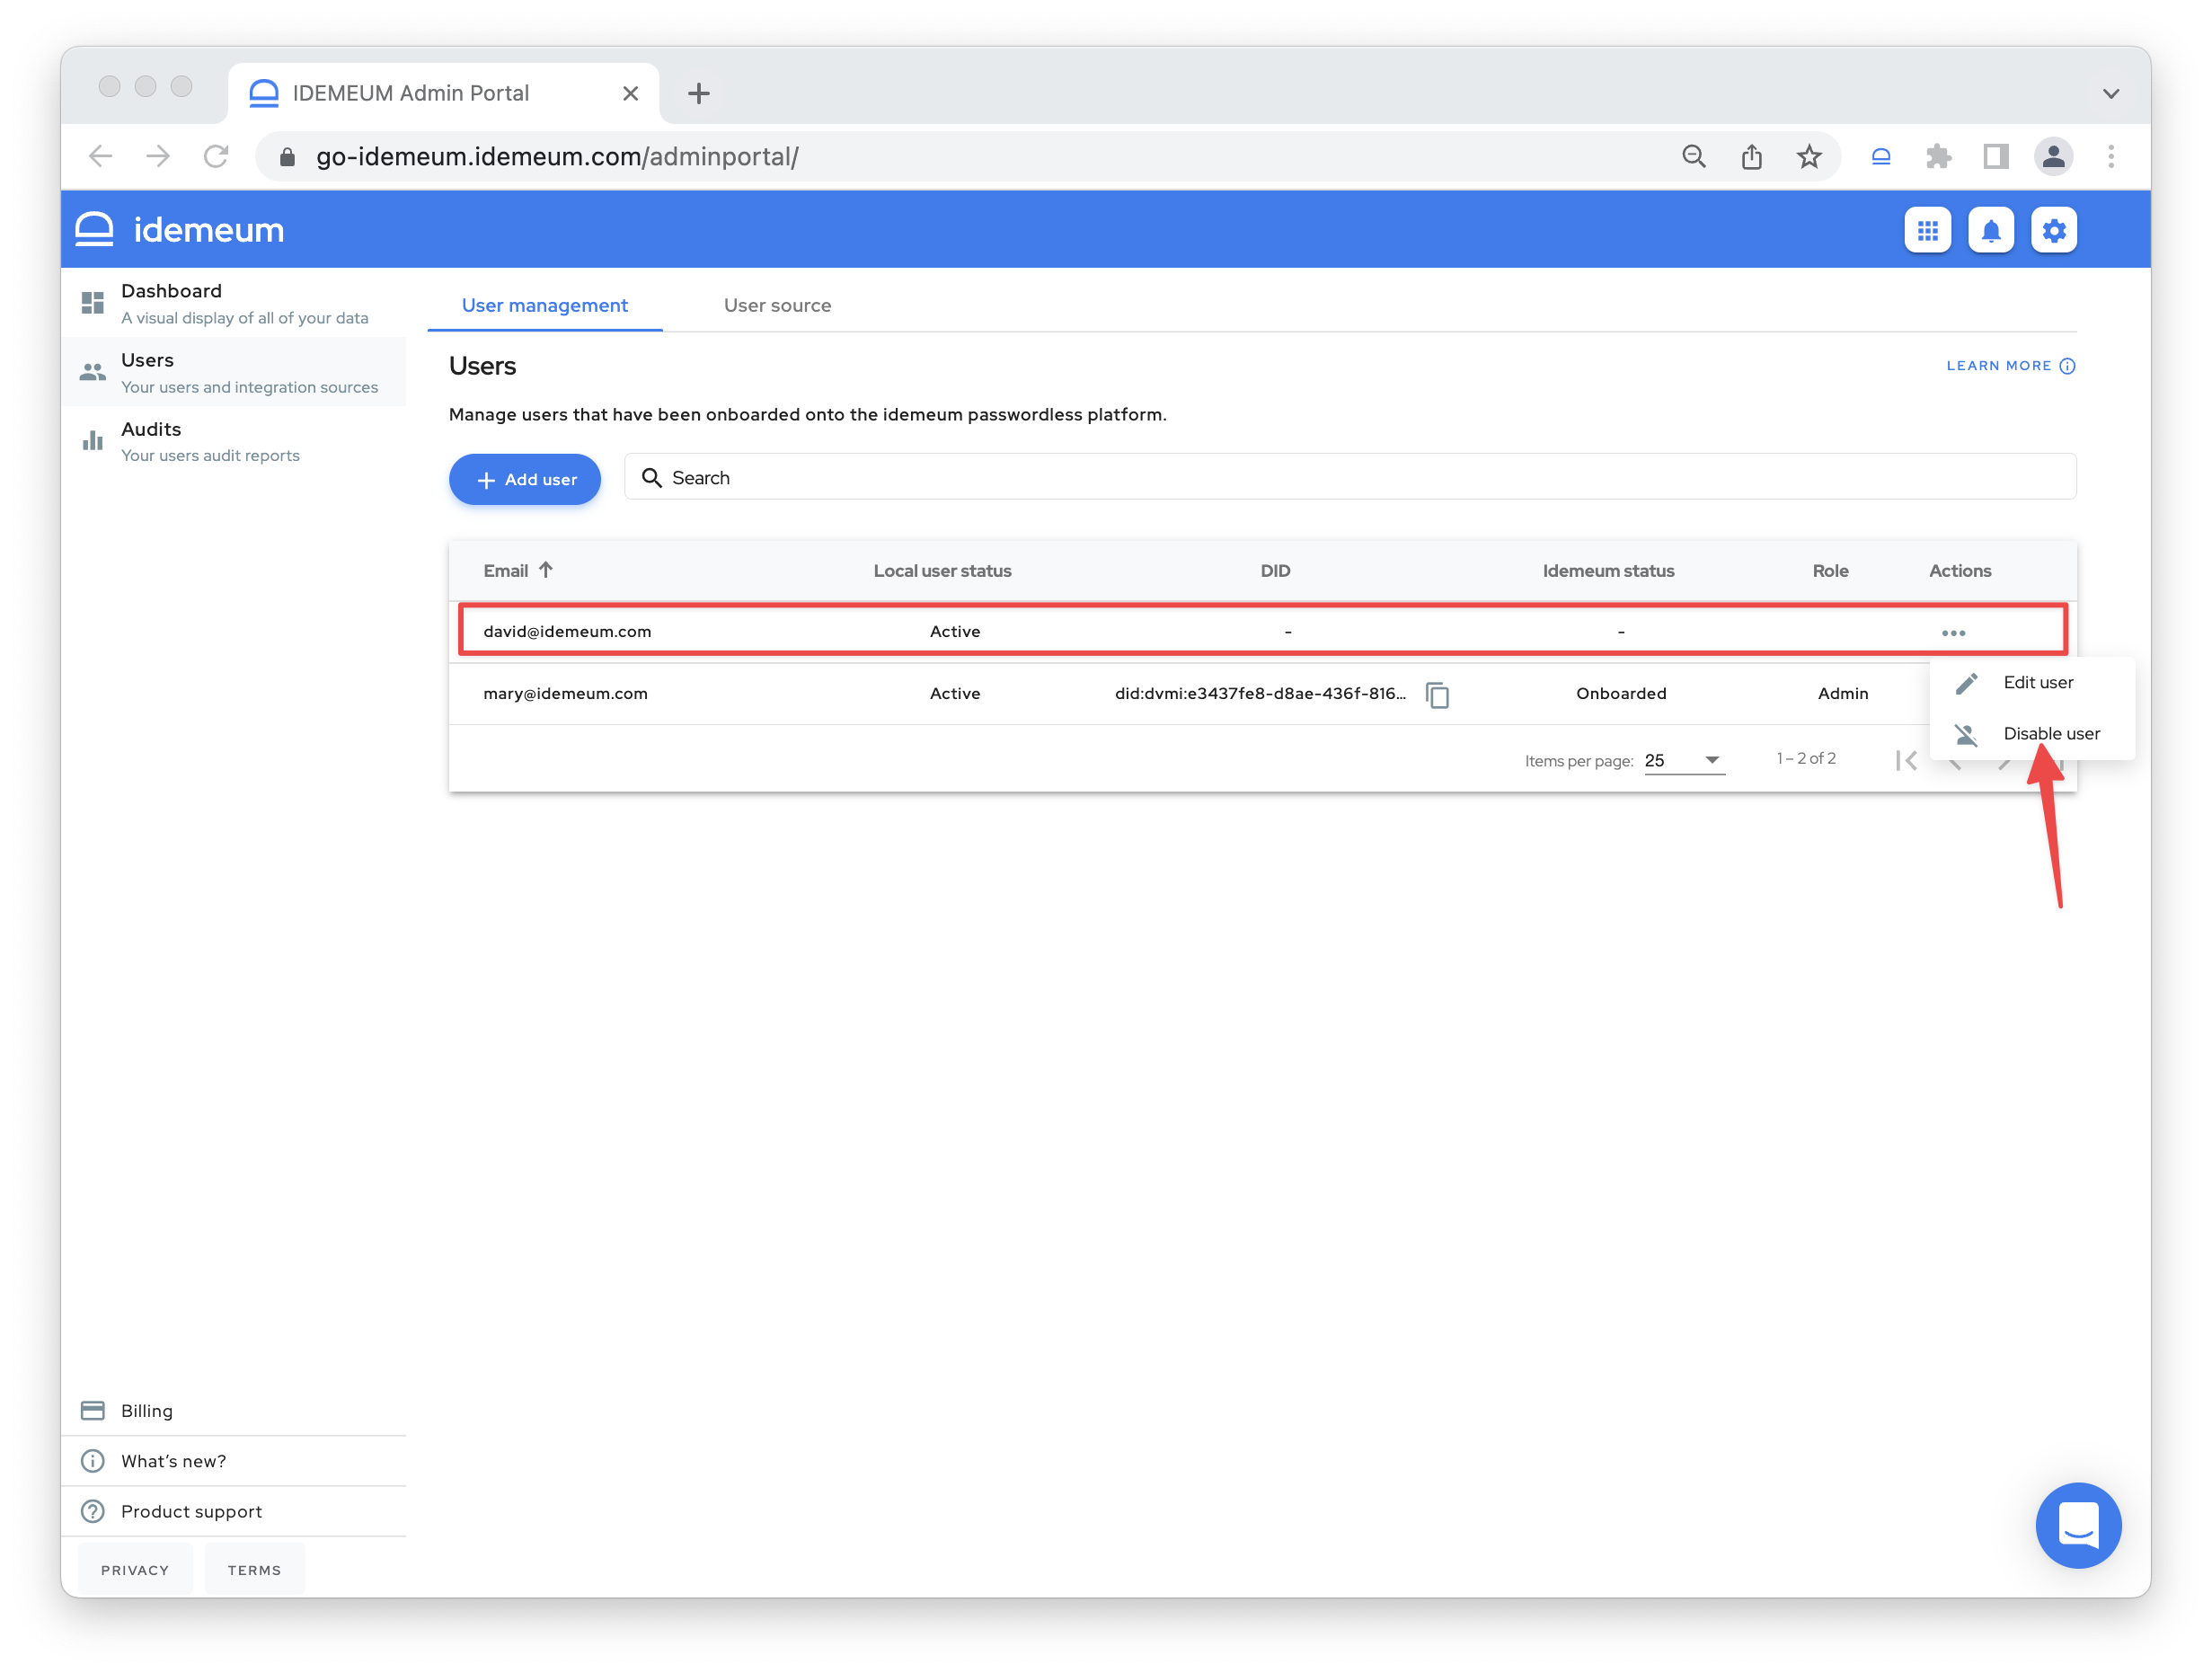 IDEMEUM Admin Portal
go-idemeum.idemeum.com/adminportal/
idemeum
Dashboard
A visual display of all of your data
Users
Your users and integration sources
Audits
Your users audit reports
User management User source
Users
LEARN MORE
Manage users that have been onboarded onto the idemeum passwordless platform.
Add user
Search
Email Local user status DID Idemeum status Role Actions
david@idemeum.com Active - -
mary@idemeum.com Active did:dvmi:e3437fe8-d8ae-436f-816... Onboarded Admin
Edit user
Disable user
Items per page: 25 1 – 2 of 2
Billing
What's new?
Product support
PRIVACY TERMS